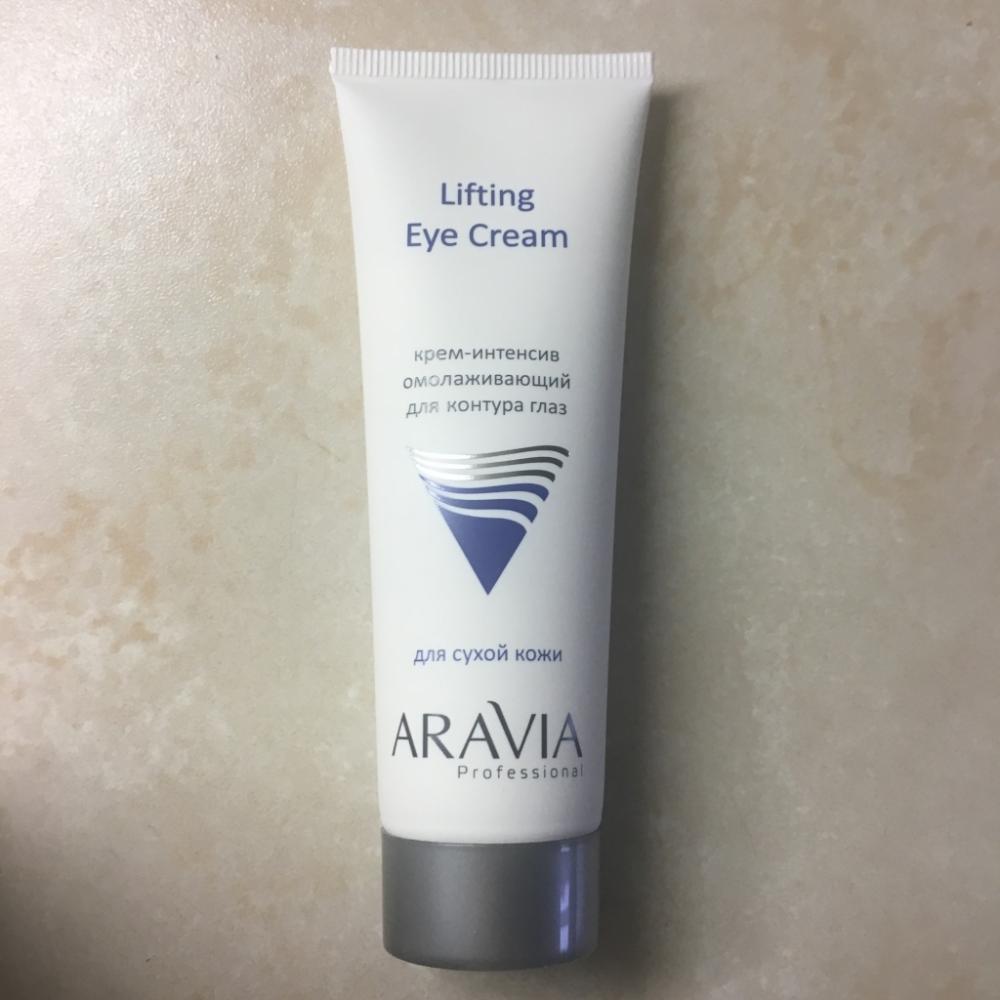 Lifting
Eye Cream
крем-интенсив
омолаживающий
для контура глаз
для сухой кожи
ARAVIA
Professional